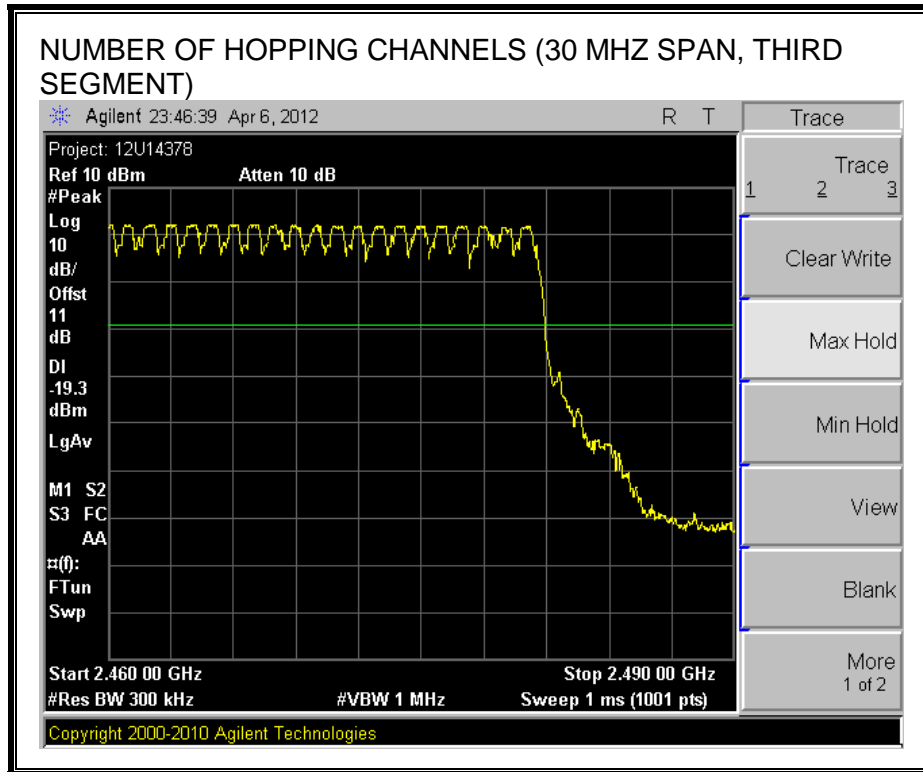 NUMBER OF HOPPING CHANNELS (30 MHZ SPAN, THIRD
SEGMENT)
Agilent 23:46:39 Apr 6, 2012 R T
Trace
Project: 12U14378
Ref 10 dBm Atten 10 dB
#Peak
Log
10
dB/
Offst
11
dB
DI
-19.3
dBm
LgAv
M1 S2
S3 FC
AA
¤(f):
FTun
Swp
Start 2.460 00 GHz Stop 2.490 00 GHz
#Res BW 300 kHz #VBW 1 MHz Sweep 1 ms (1001 pts)
Copyright 2000-2010 Agilent Technologies
Trace
1 2 3
Clear Write
Max Hold
Min Hold
View
Blank
More
1 of 2